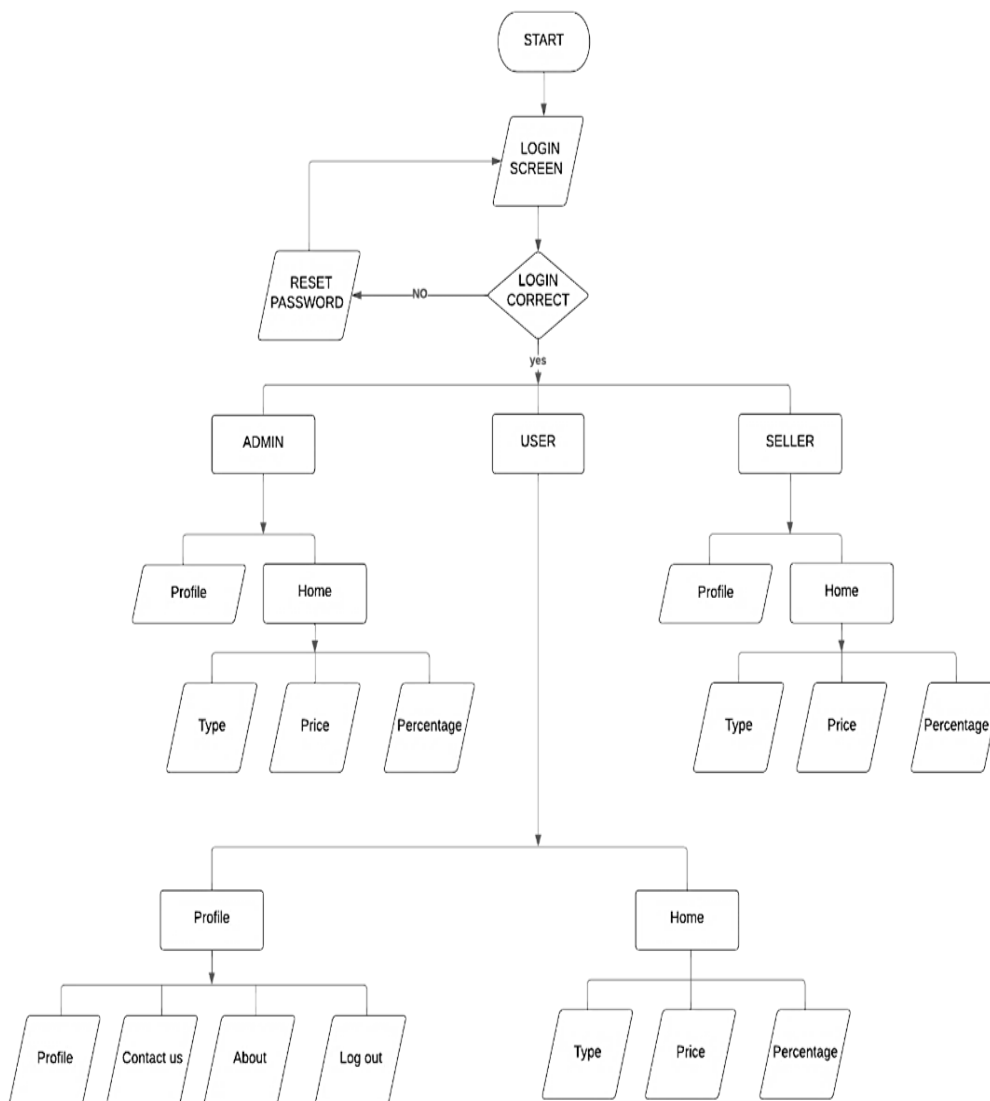 START
LOGIN
SCREEN
RESET
PASSWORD
NO
LOGIN
CORRECT
yes
ADMIN
USER
SELLER
Profile
Home
Profile
Home
Type
Price
Percentage
Type
Price
Percentage
Profile
Home
Profile
Contact us
About
Log out
Type
Price
Percentage